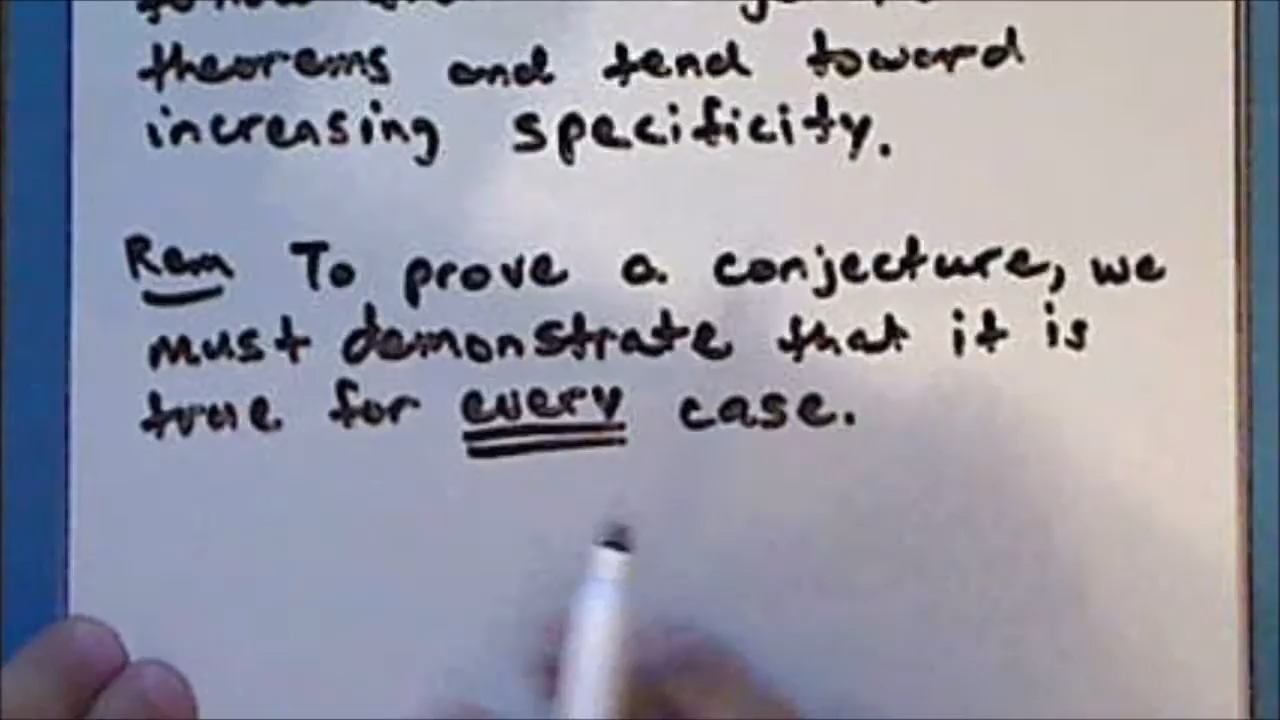 theorems and tend toward
increasing specificity.
Rem To prove a conjecture, we
must demonstrate that it is
true for every case.